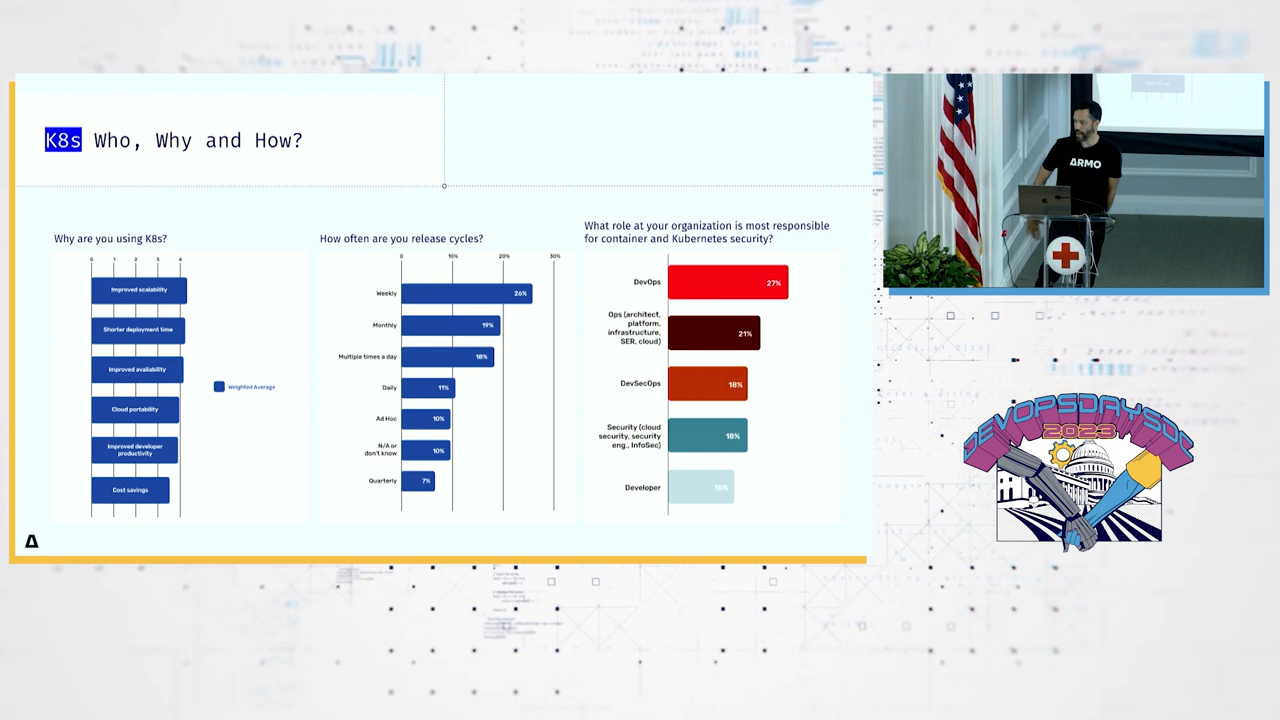 K8s Who, Why and How?
Why are you using K8s?
0 1 2 3 4
Improved scalability
Shorter deployment time
Improved availability
Cloud portability
Improved developer
productivity
Cost savings
Weighted Average
How often are you release cycles?
0 10% 20% 30%
Weekly 26%
Monthly 19%
Multiple times a day 18%
Daily 11%
Ad Hoc 10%
N/A or
don't know 10%
Quarterly 7%
What role at your organization is most responsible
for container and Kubernetes security?
DevOps 27%
Ops (architect,
platform,
infrastructure,
SER, cloud) 21%
DevSecOps 18%
Security (cloud
security, security
eng., InfoSec) 18%
Developer 15%
ARMO
DEVOPSDAYSDC
2023